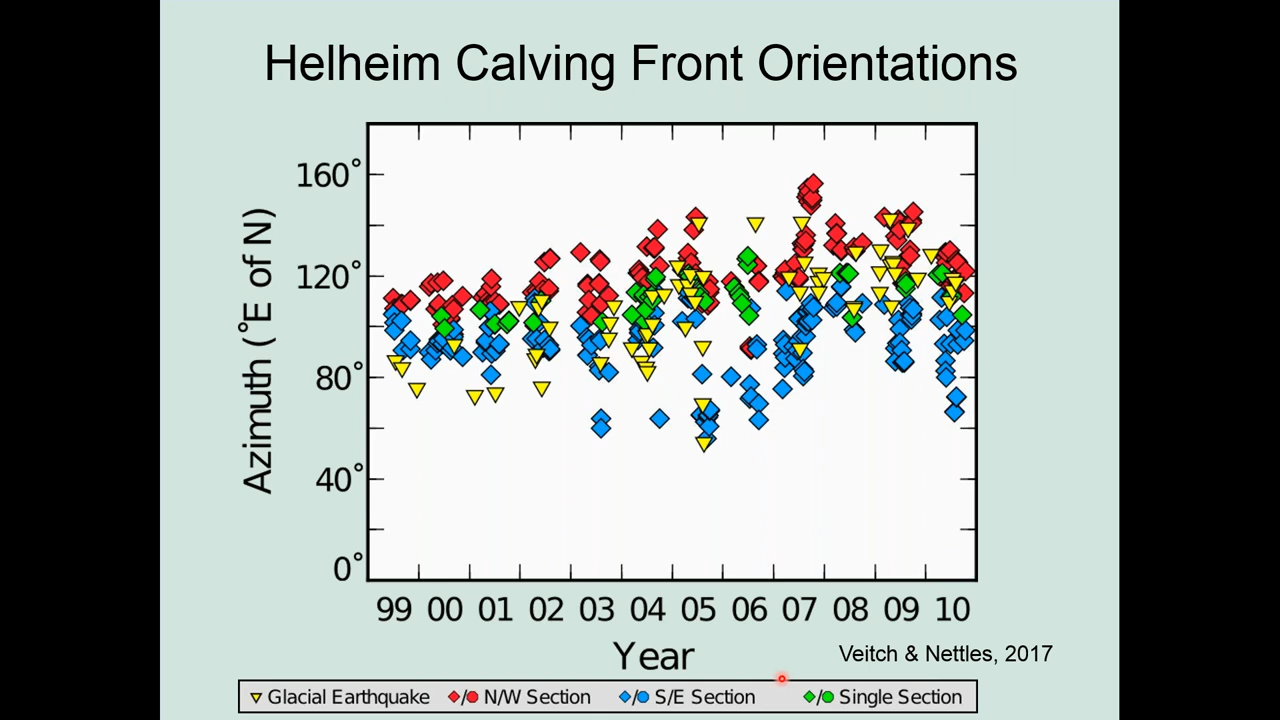 Helheim Calving Front Orientations
160°
120°
80°
40°
0°
Azimuth (°E of N)
99 00 01 02 03 04 05 06 07 08 09 10
Year
Veitch & Nettles, 2017
Glacial Earthquake / N/W Section / S/E Section / Single Section